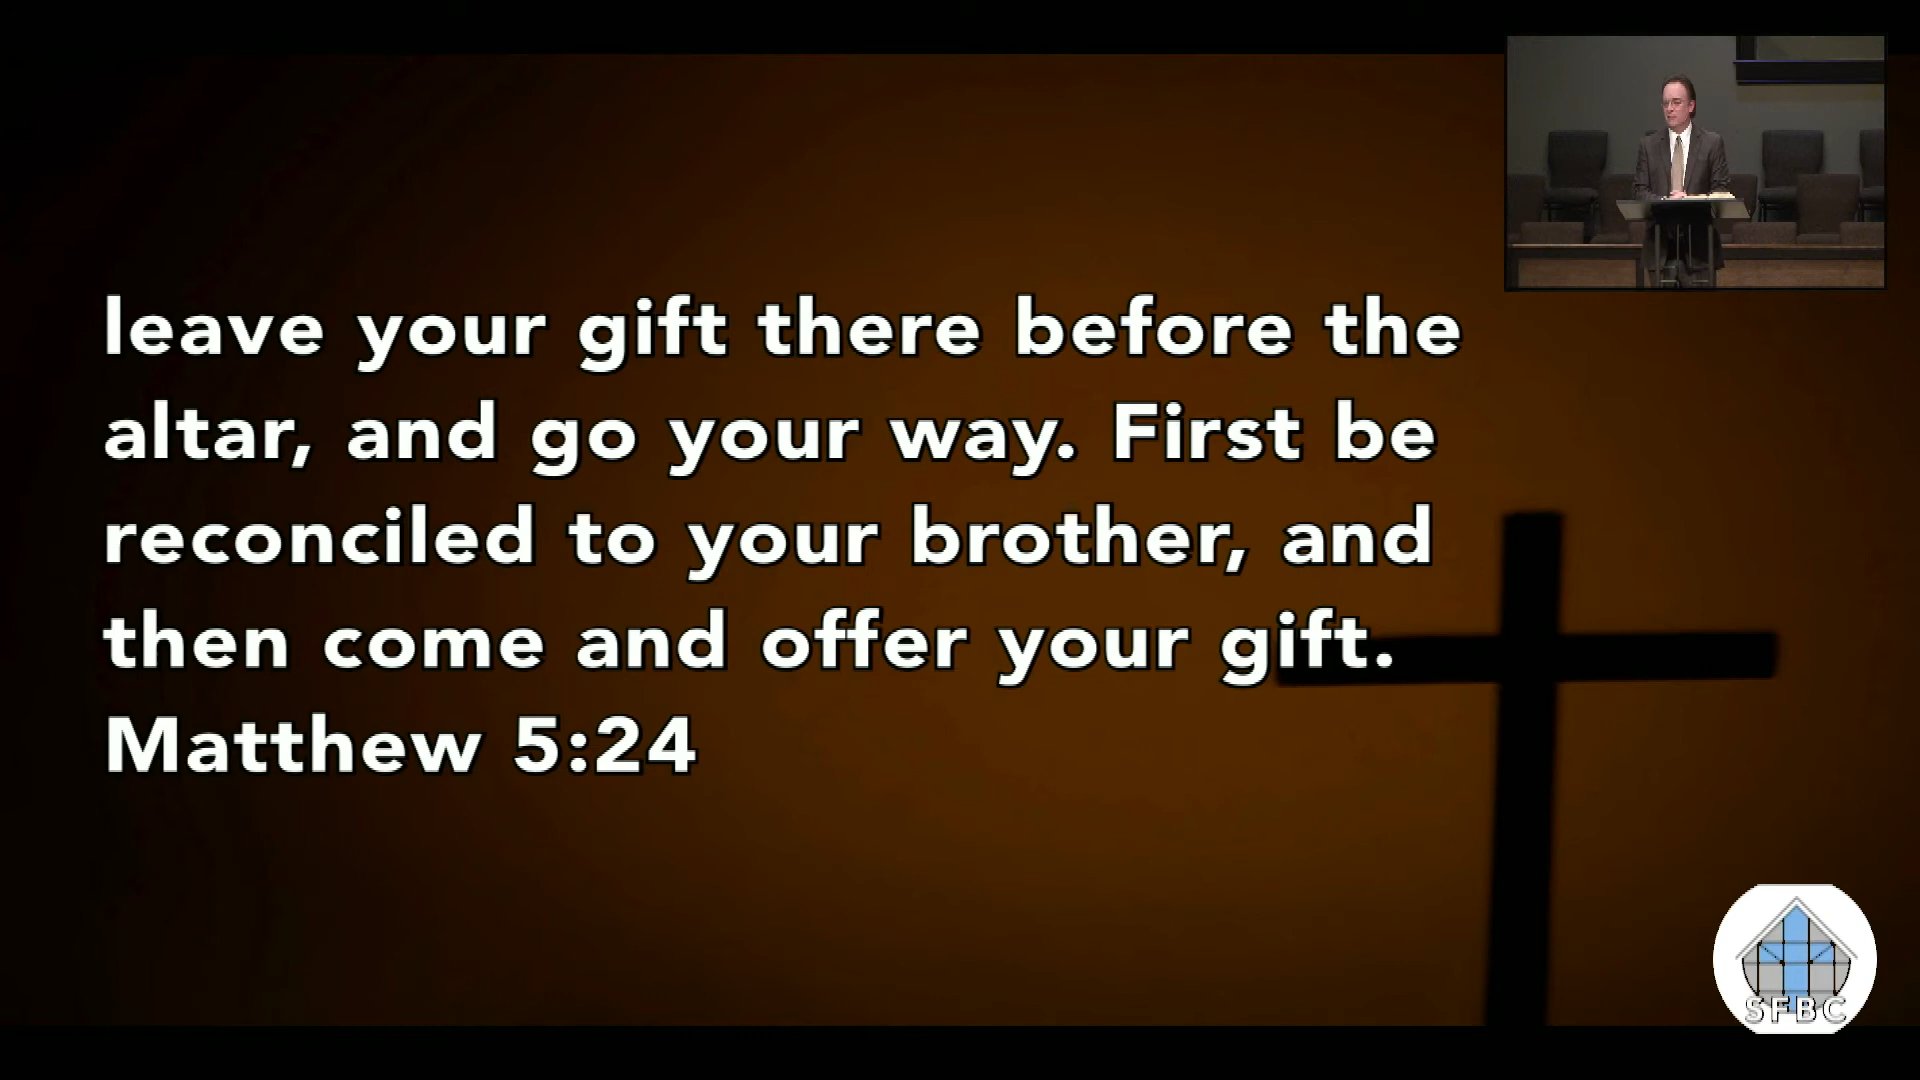 leave your gift there before the
altar, and go your way. First be
reconciled to your brother, and
then come and offer your gift.
Matthew 5:24
SFBC